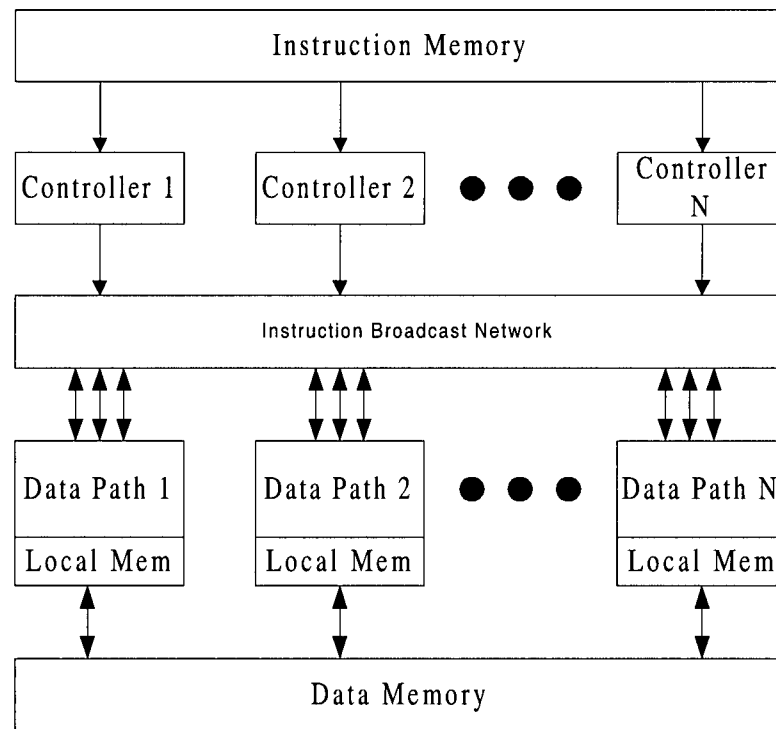 Instruction Memory
Controller 1
Controller 2
Controller
N
Instruction Broadcast Network
Data Path 1
Data Path 2
Data Path N
Local Mem
Local Mem
Local Mem
Data Memory